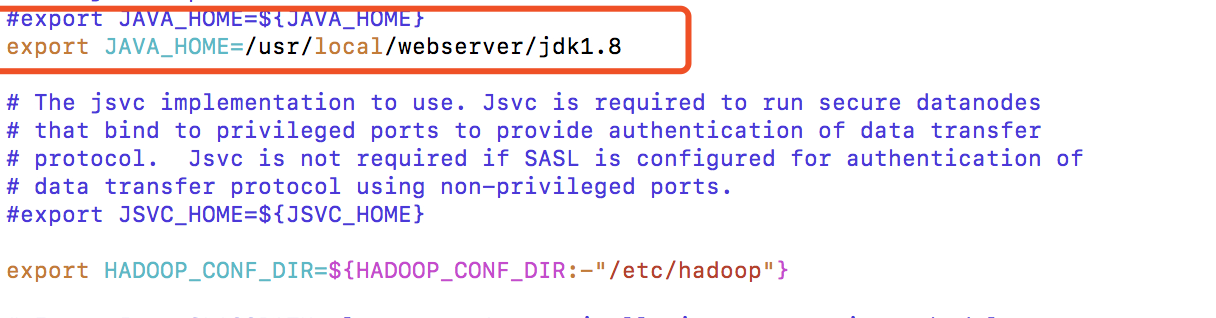 #export JAVA_HOME=${JAVA_HOME}
export JAVA_HOME=/usr/local/webserver/jdk1.8
# The jsvc implementation to use. Jsvc is required to run secure datanodes
# that bind to privileged ports to provide authentication of data transfer
# protocol.  Jsvc is not required if SASL is configured for authentication of
# data transfer protocol using non-privileged ports.
#export JSVC_HOME=${JSVC_HOME}
export HADOOP_CONF_DIR=${HADOOP_CONF_DIR:-"/etc/hadoop"}